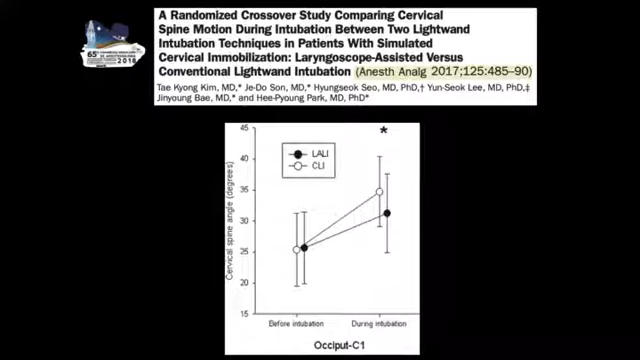 A Randomized Crossover Study Comparing Cervical
Spine Motion During Intubation Between Two Lightwand
Intubation Techniques in Patients With Simulated
Cervical Immobilization: Laryngoscope-Assisted Versus
Conventional Lightwand Intubation (Anesth Analg 2017;125:485–90)
Tae Kyong Kim, MD,* Je-Do Son, MD,* Hyungseok Seo, MD, PhD,† Yun-Seok Lee, MD, PhD,‡
Jinyoung Bae, MD,* and Hee-Pyoung Park, MD, PhD*
65
2018
*
45
40
35
30
25
20
15
LALI
CLI
Cervical spine angle (degrees)
Before intubation
During intubation
Occiput-C1